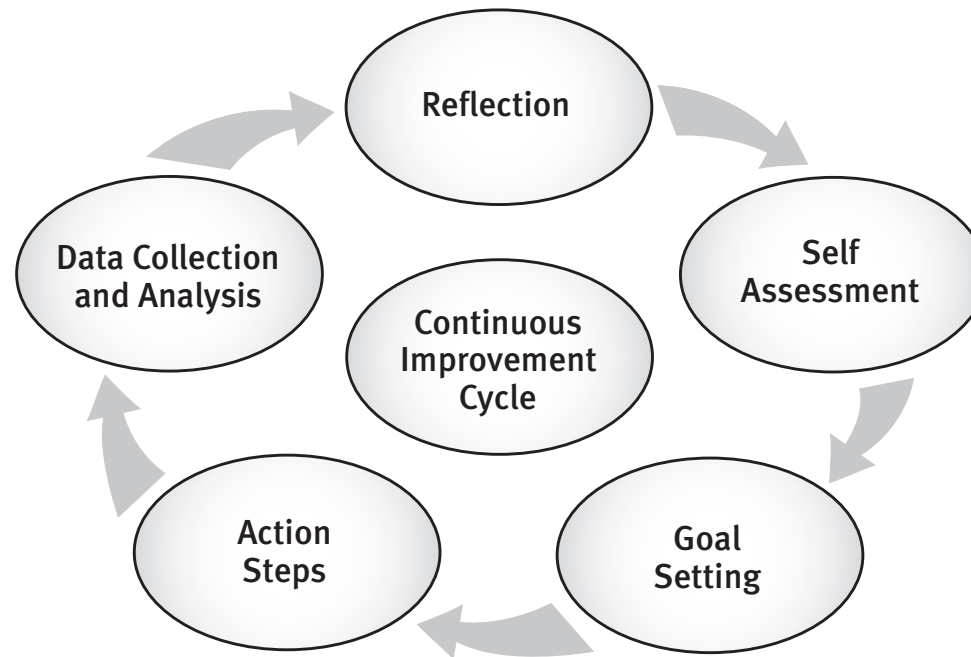 Reflection
Self
Assessment
Goal
Setting
Action
Steps
Data Collection
and Analysis
Continuous
Improvement
Cycle